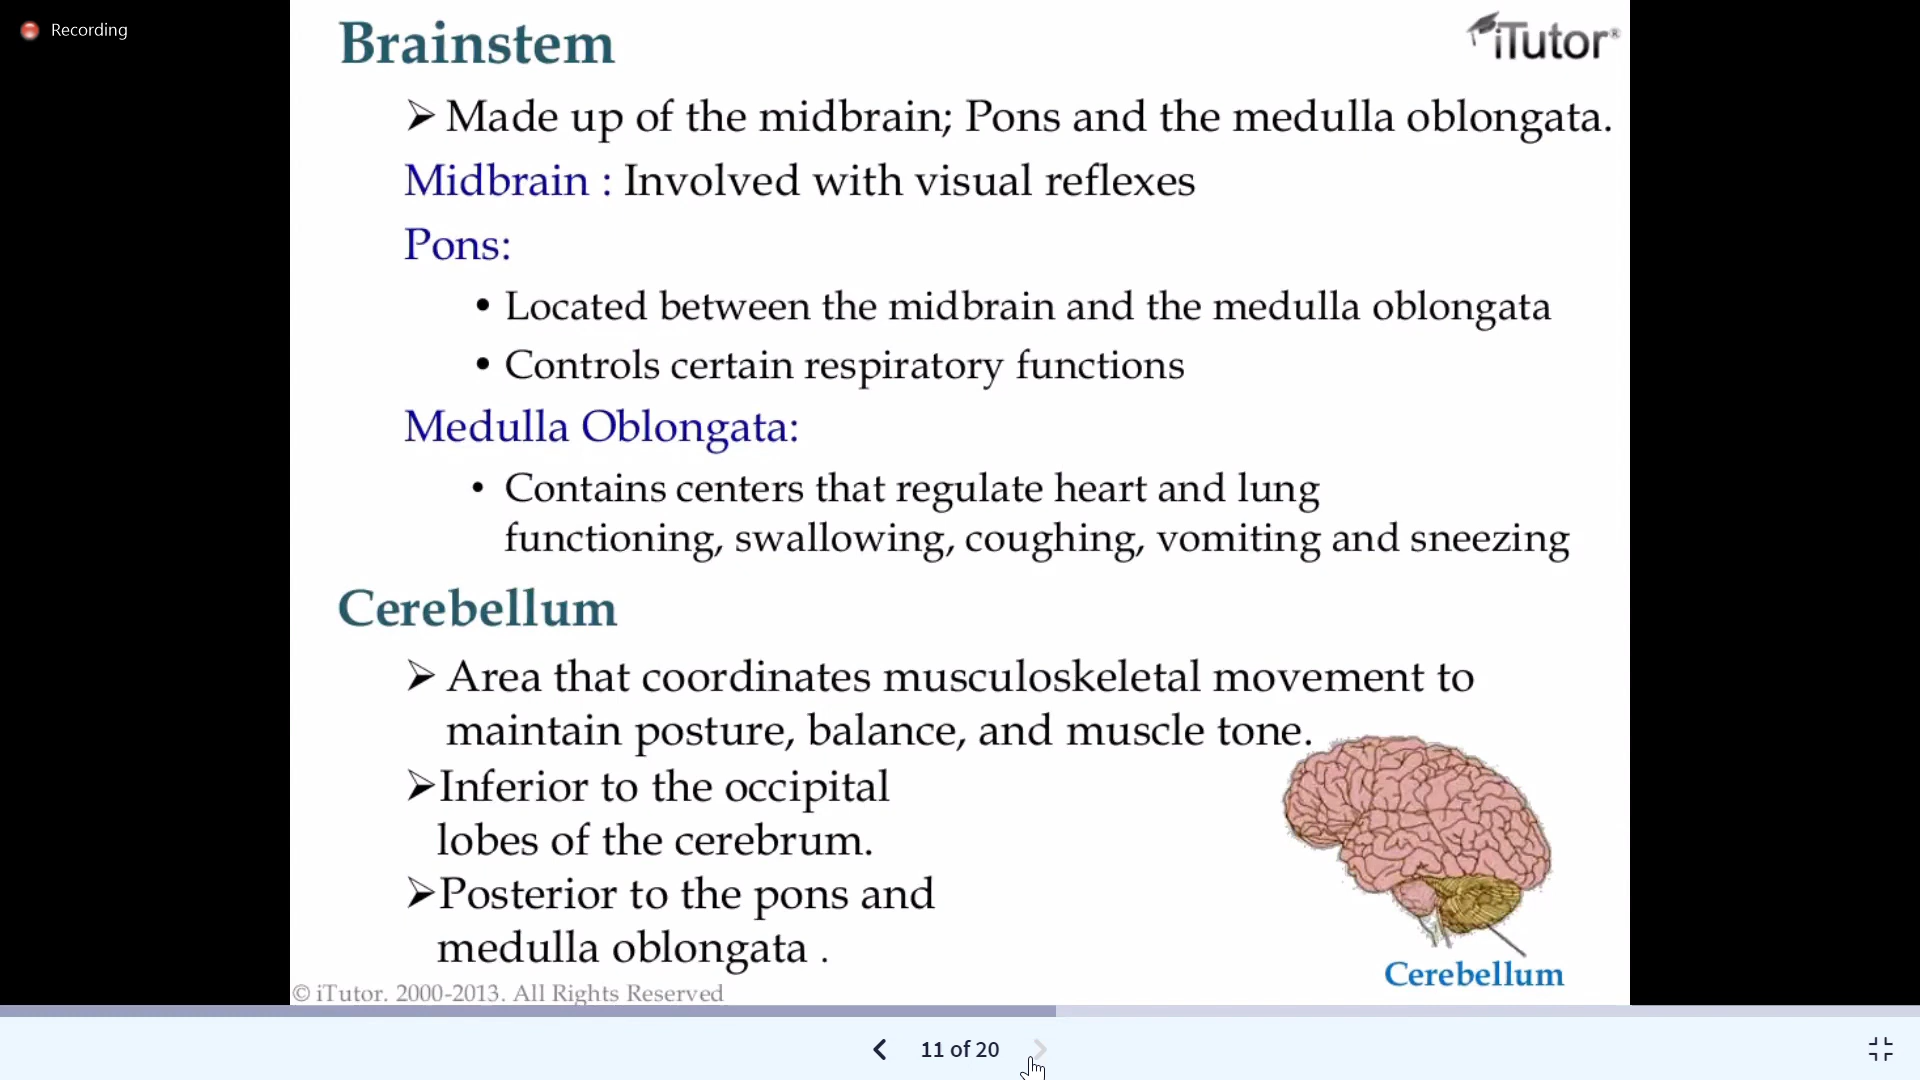 Recording
Brainstem
iTutor®
➢ Made up of the midbrain; Pons and the medulla oblongata.
Midbrain : Involved with visual reflexes
Pons:
• Located between the midbrain and the medulla oblongata
• Controls certain respiratory functions
Medulla Oblongata:
• Contains centers that regulate heart and lung
functioning, swallowing, coughing, vomiting and sneezing
Cerebellum
➢ Area that coordinates musculoskeletal movement to
maintain posture, balance, and muscle tone.
➢Inferior to the occipital
lobes of the cerebrum.
➢Posterior to the pons and
medulla oblongata .
Cerebellum
© iTutor. 2000-2013. All Rights Reserved
11 of 20